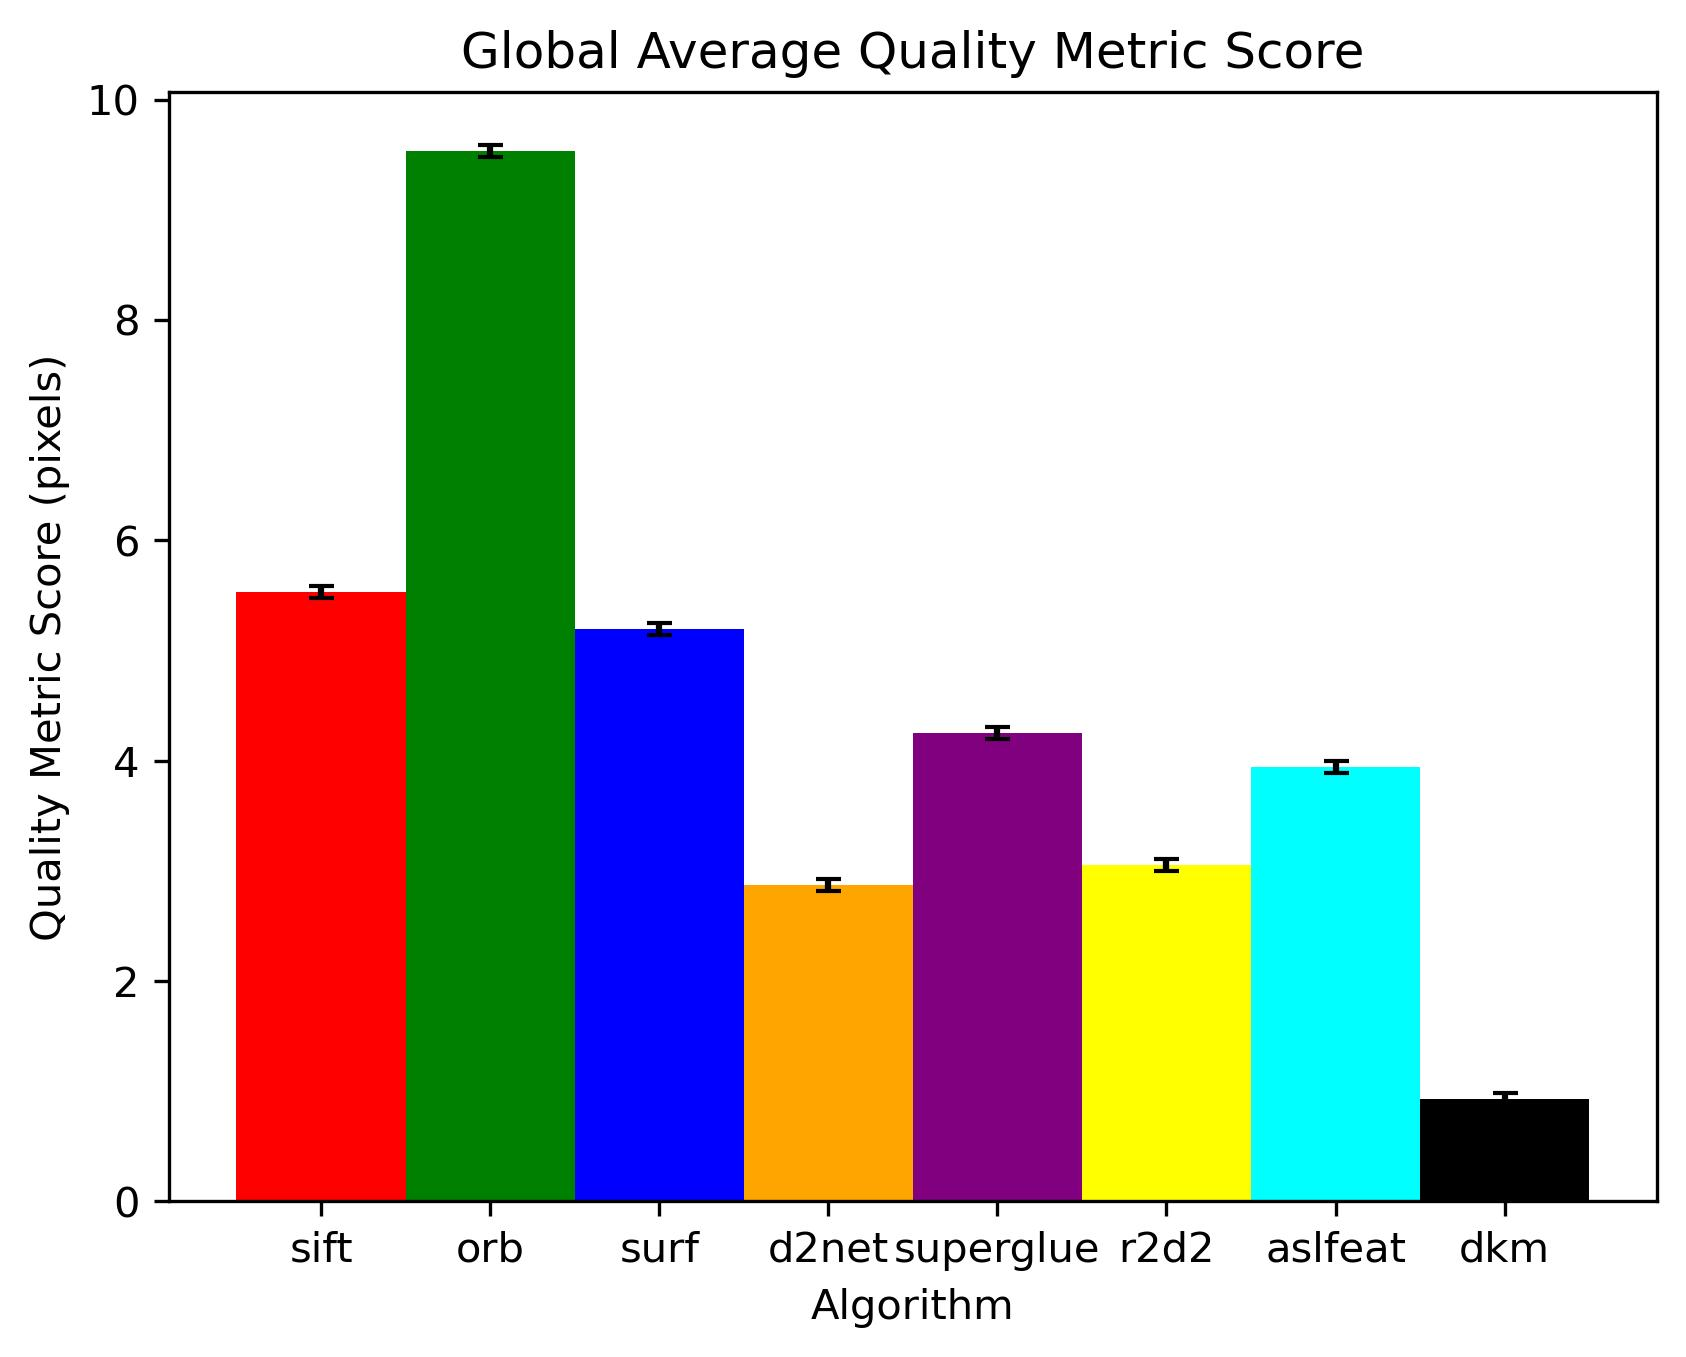 Global Average Quality Metric Score
Quality Metric Score (pixels)
10
8
6
4
2
0
sift orb surf d2net superglue r2d2 aslfeat dkm
Algorithm